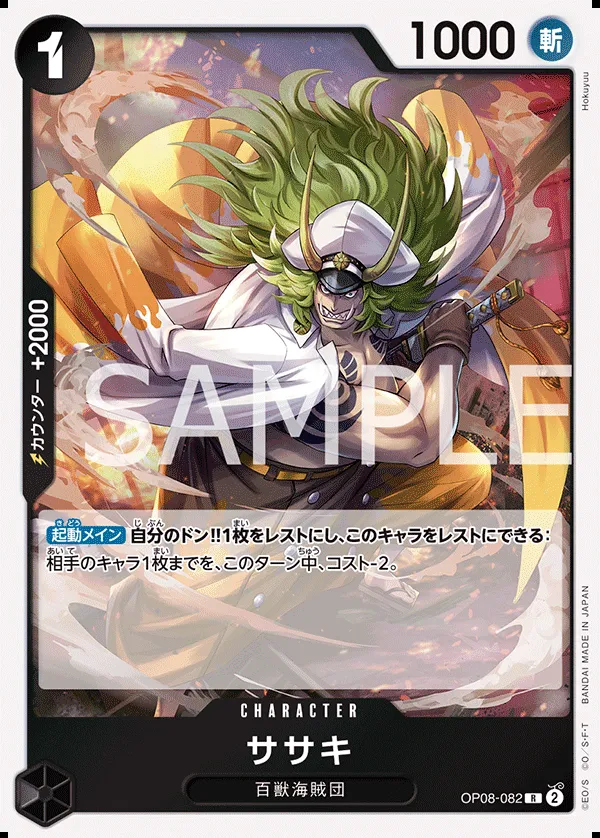 1
1000
斬
Hokuyuu
カウンター +2000
SAMPLE
起動メイン 自分のドン!!1枚をレストにし、このキャラをレストにできる:
相手のキャラ1枚までを、このターン中、コスト-2。
CHARACTER
ササキ
百獣海賊団
OP08-082 R 2
©E.O/S ©O/S・F・T BANDAI MADE IN JAPAN